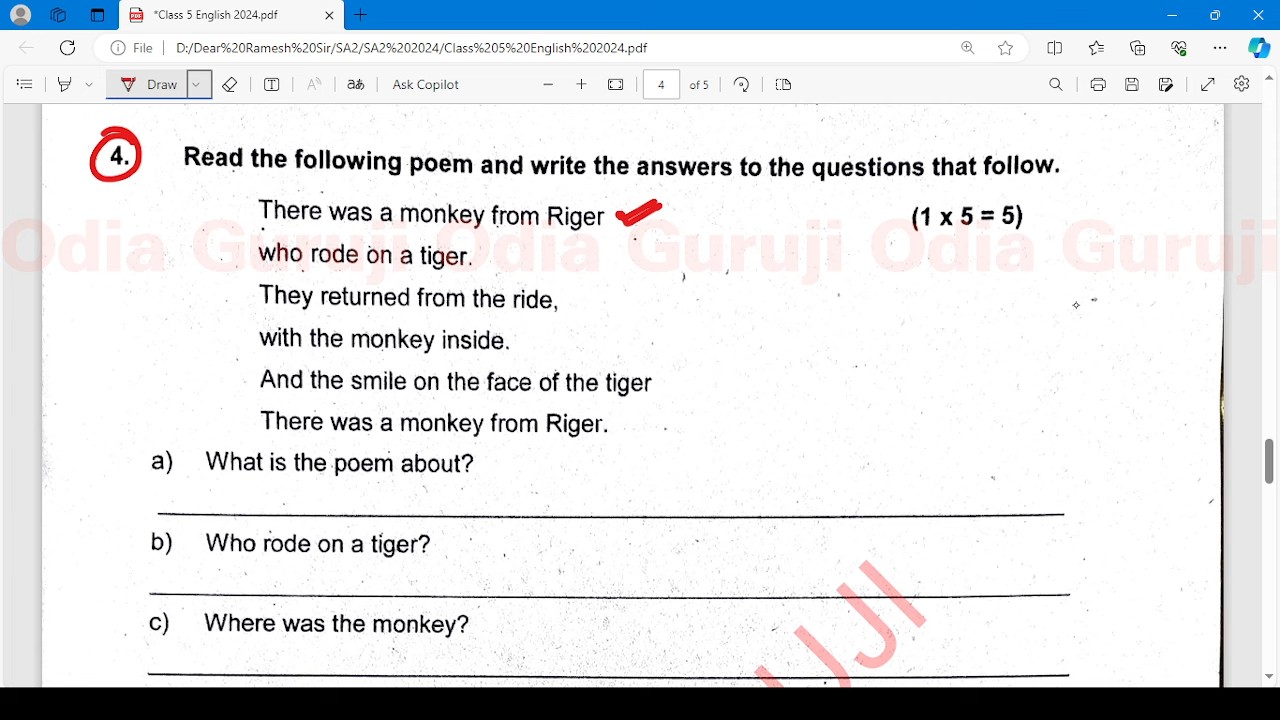 *Class 5 English 2024.pdf
File D:/Dear%20Ramesh%20Sir/SA2/SA2%202024/Class%205%20English%202024.pdf
Draw
Ask Copilot
4 of 5
4. Read the following poem and write the answers to the questions that follow.
(1 x 5 = 5)
There was a monkey from Riger
who rode on a tiger.
They returned from the ride,
with the monkey inside.
And the smile on the face of the tiger
There was a monkey from Riger.
a) What is the poem about?
b) Who rode on a tiger?
c) Where was the monkey?
Odia Guruji Odia Guruji Odia Guruji
UJI